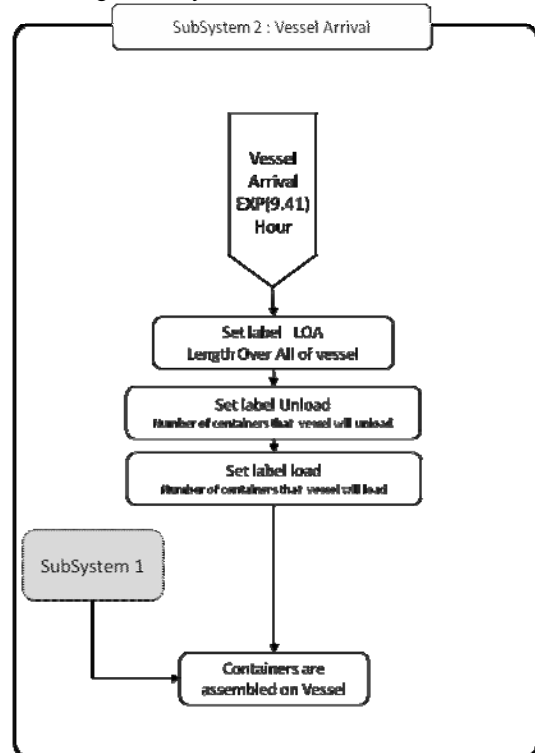 SubSystem 2 : Vessel Arrival
Vessel
Arrival
EXP(9.41)
Hour
Set label LOA
Length Over All of vessel
Set label Unload
Number of containers that vessel will unload
Set label load
Number of containers that vessel will load
SubSystem 1
Containers are
assembled on Vessel